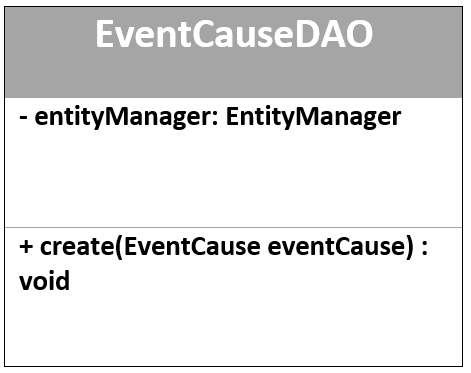 EventCauseDAO
- entityManager: EntityManager
+ create(EventCause eventCause) :
void